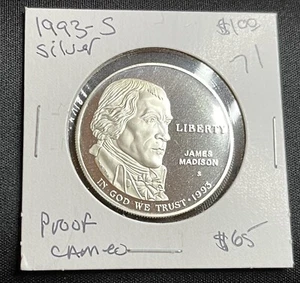 1993-S
Silver
$100
71
LIBERTY
JAMES
MADISON
S
IN GOD WE TRUST · 1993
Proof
CAMEO
$65